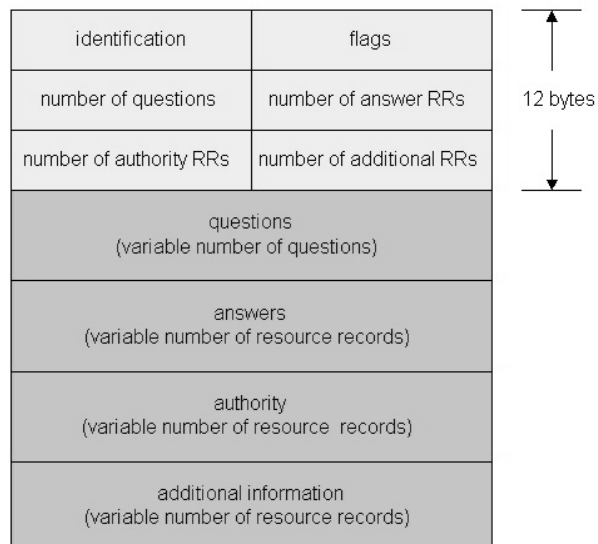 identification
flags
number of questions
number of answer RRs
12 bytes
number of authority RRs
number of additional RRs
questions
(variable number of questions)
answers
(variable number of resource records)
authority
(variable number of resource records)
additional information
(variable number of resource records)